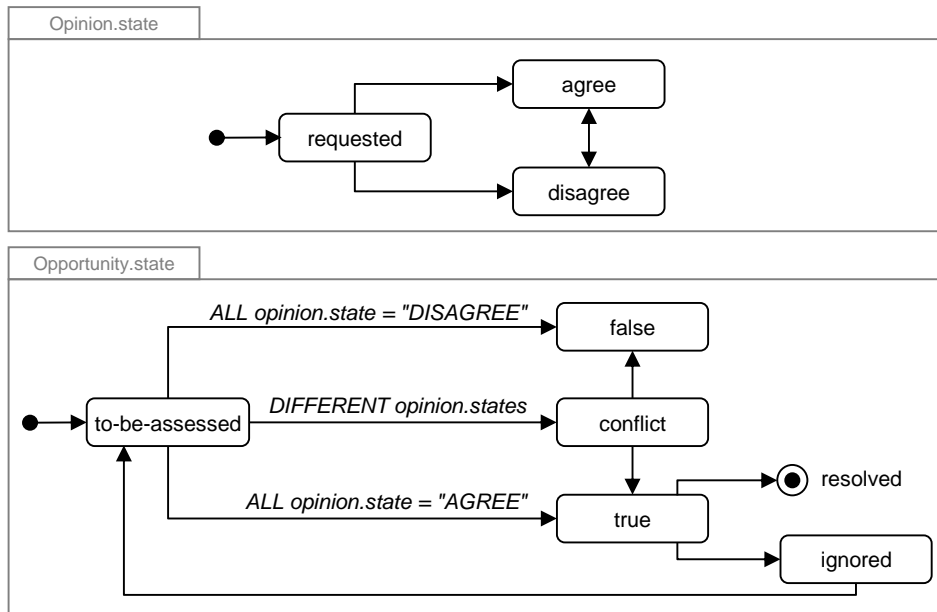 Opinion.state
agree
requested
disagree
Opportunity.state
ALL opinion.state = "DISAGREE"
false
to-be-assessed
DIFFERENT opinion.states
conflict
resolved
ALL opinion.state = "AGREE"
true
ignored